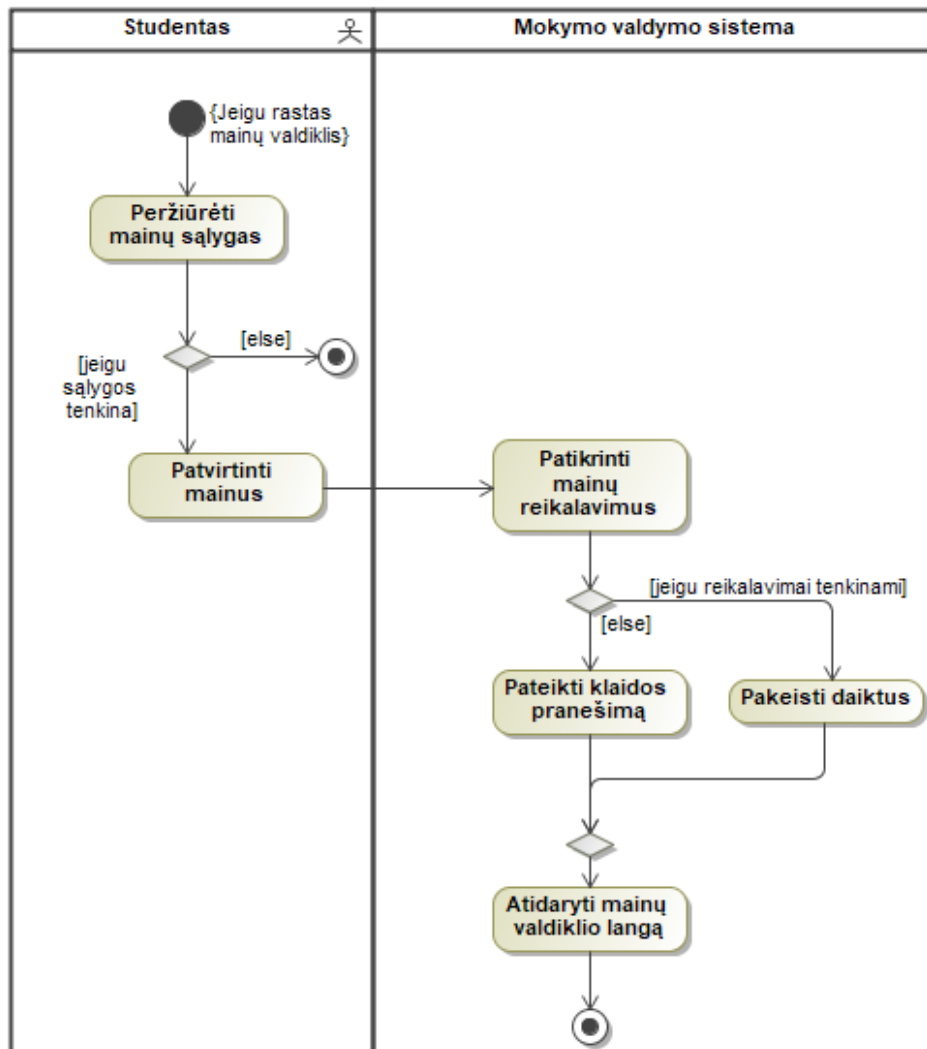 Studentas
Mokymo valdymo sistema
{Jeigu rastas
mainų valdiklis}
Peržiūrėti
mainų sąlygas
[else]
[jeigu
sąlygos
tenkina]
Patvirtinti
mainus
Patikrinti
mainų
reikalavimus
[jeigu reikalavimai tenkinami]
[else]
Pateikti klaidos
pranešimą
Pakeisti daiktus
Atidaryti mainų
valdiklio langą